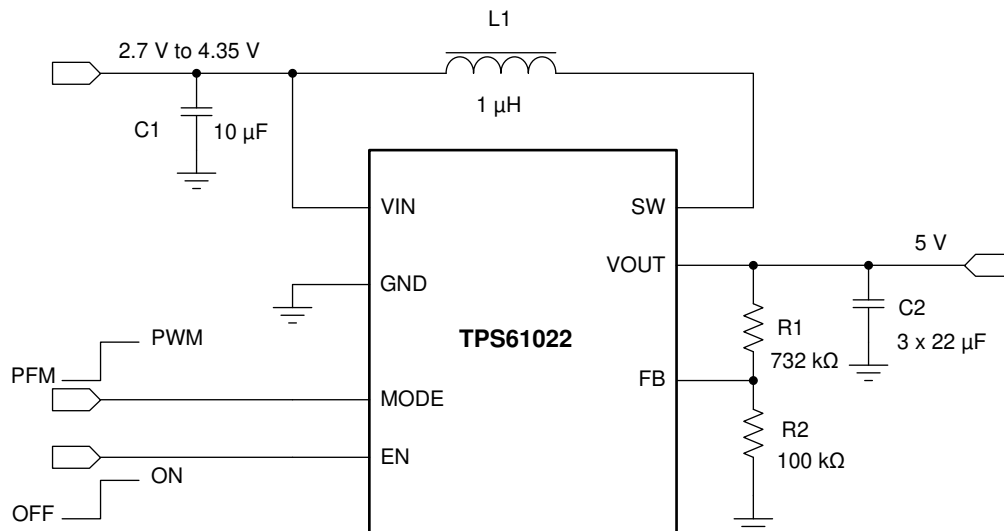 L1
2.7 V to 4.35 V
1 µH
C1
10 µF
VIN
SW
5 V
VOUT
GND
C2
R1
TPS61022
PWM
3 x 22 µF
732 kΩ
PFM
FB
MODE
R2
EN
100 kΩ
ON
OFF